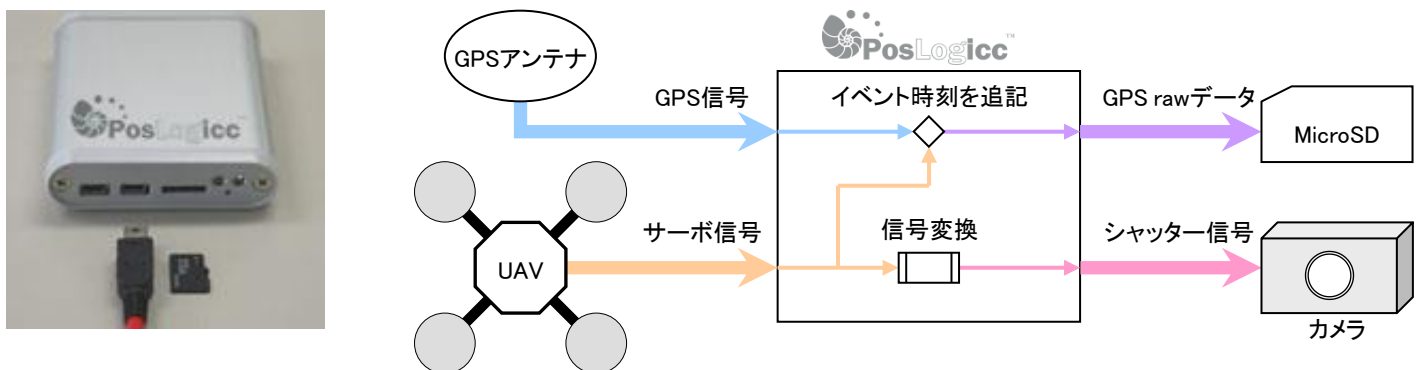 PosLogicc
PosLogicc™
GPSアンテナ
GPS信号
イベント時刻を追記
GPS rawデータ
MicroSD
サーボ信号
信号変換
シャッター信号
UAV
カメラ